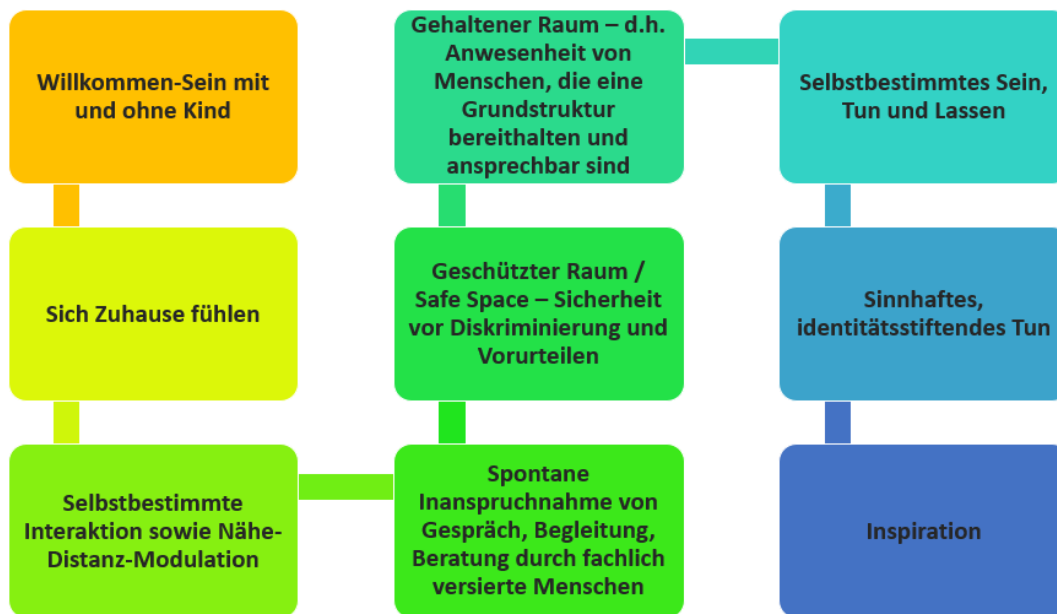 Willkommen-Sein mit
und ohne Kind
Sich Zuhause fühlen
Selbstbestimmte
Interaktion sowie Nähe-
Distanz-Modulation
Spontane
Inanspruchnahme von
Gespräch, Begleitung,
Beratung durch fachlich
versierte Menschen
Geschützter Raum /
Safe Space – Sicherheit
vor Diskriminierung und
Vorurteilen
Gehaltener Raum – d.h.
Anwesenheit von
Menschen, die eine
Grundstruktur
bereithalten und
ansprechbar sind
Selbstbestimmtes Sein,
Tun und Lassen
Sinnhaftes,
identitätsstiftendes Tun
Inspiration